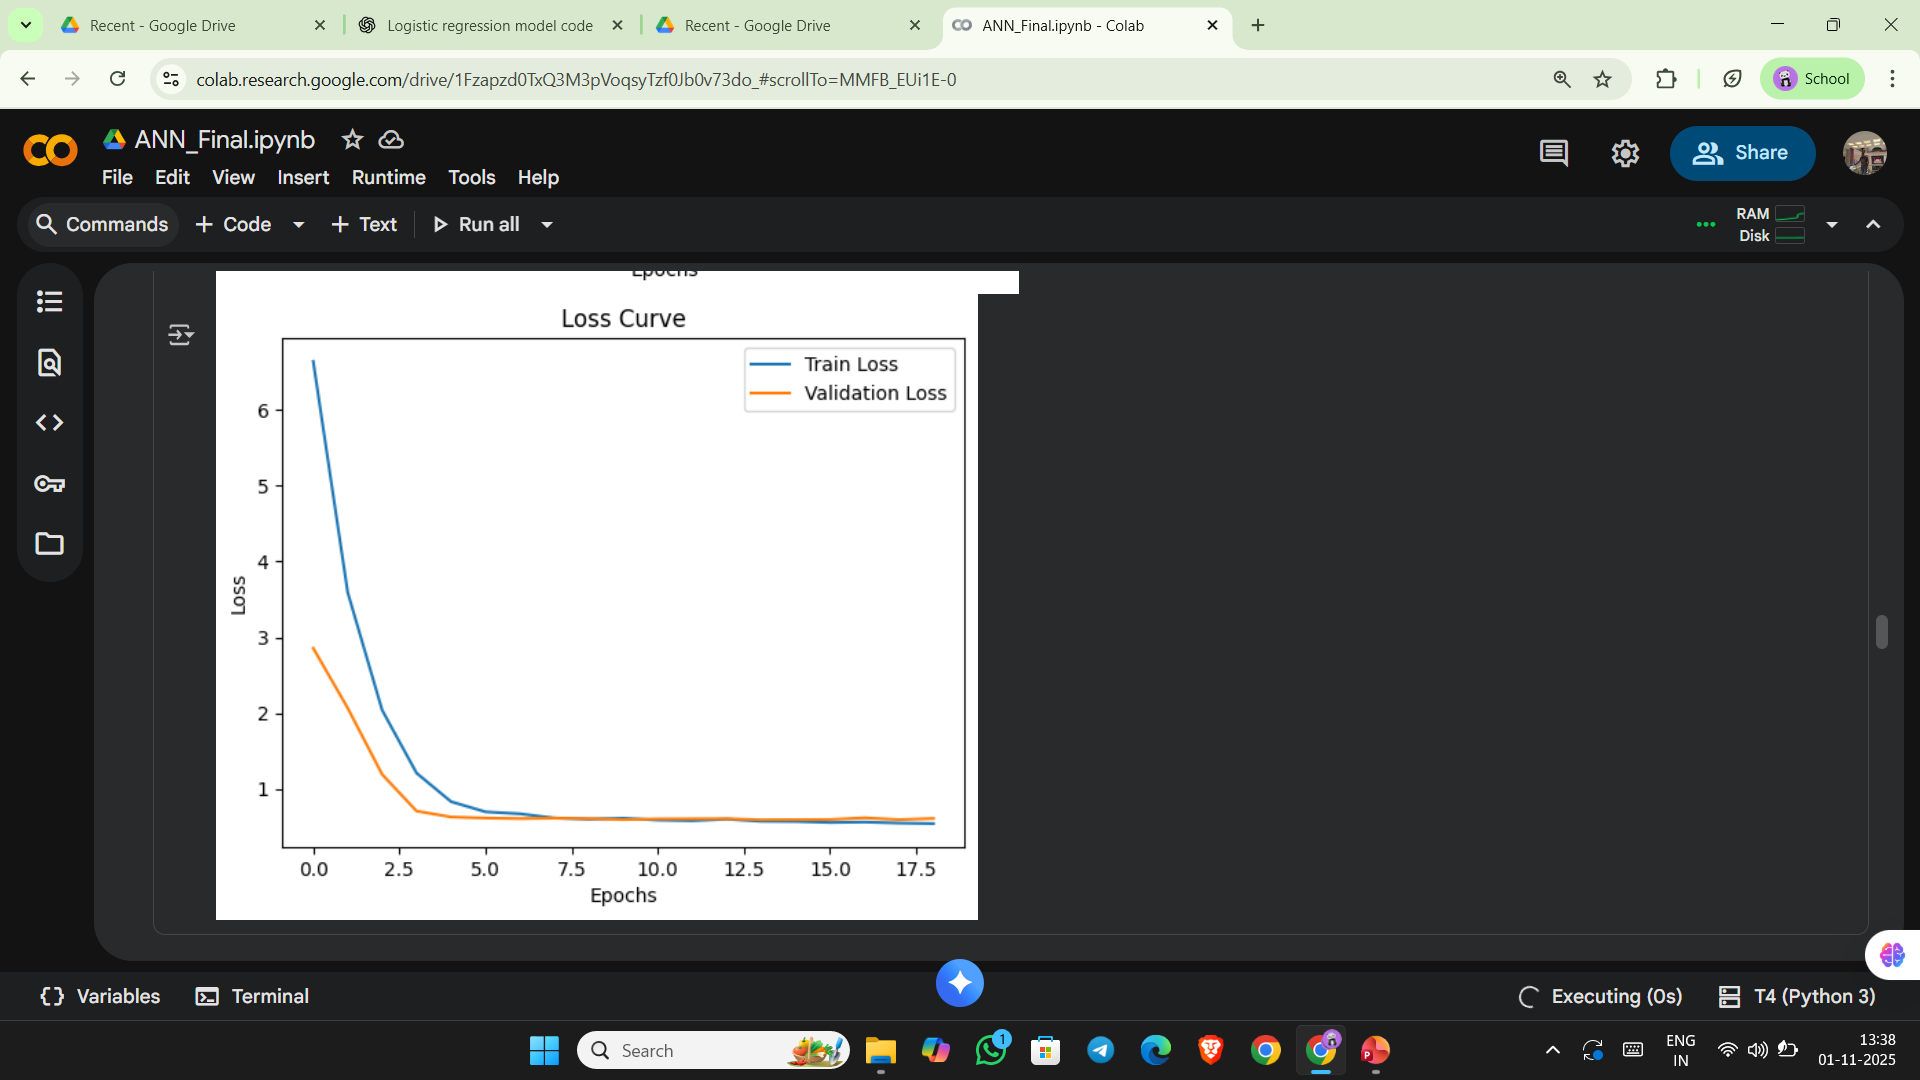 Recent - Google Drive
Logistic regression model code
Recent - Google Drive
ANN_Final.ipynb - Colab
colab.research.google.com/drive/1Fzapzd0TxQ3M3pVoqsyTzf0Jb0v73do_#scrollTo=MMFB_EUi1E-0
School
ANN_Final.ipynb
File Edit View Insert Runtime Tools Help
Share
Commands + Code + Text Run all
RAM
Disk
Epochs
Loss Curve
Train Loss
Validation Loss
6
5
4
3
2
1
Loss
0.0 2.5 5.0 7.5 10.0 12.5 15.0 17.5
Epochs
Variables Terminal
Executing (0s) T4 (Python 3)
Search
1
P
ENG
IN
13:38
01-11-2025